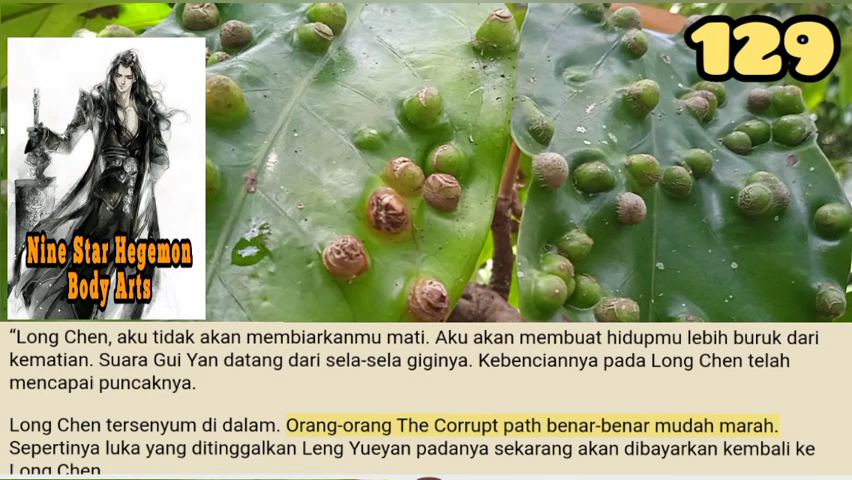 129
Nine Star Hegemon
Body Arts
“Long Chen, aku tidak akan membiarkanmu mati. Aku akan membuat hidupmu lebih buruk dari
kematian. Suara Gui Yan datang dari sela-sela giginya. Kebenciannya pada Long Chen telah
mencapai puncaknya.
Long Chen tersenyum di dalam. Orang-orang The Corrupt path benar-benar mudah marah.
Sepertinya luka yang ditinggalkan Leng Yueyan padanya sekarang akan dibayarkan kembali ke
Long Chen